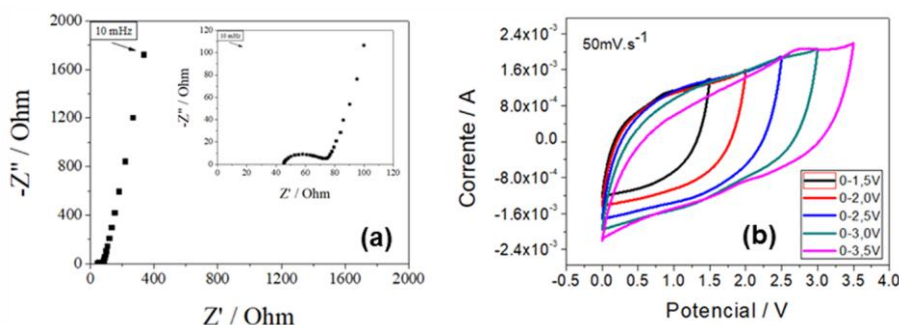 2000
1600
1200
800
400
0
0 400 800 1200 1600 2000
-Z'' / Ohm
Z' / Ohm
10 mHz
(a)
120
100
80
60
40
20
0
0 20 40 60 80 100 120
-Z'' / Ohm
Z' / Ohm
10 mHz
50mV.s⁻¹
2.4x10⁻³
1.6x10⁻³
8.0x10⁻⁴
0.0
-8.0x10⁻⁴
-1.6x10⁻³
-2.4x10⁻³
Corrente / A
-0.5 0.0 0.5 1.0 1.5 2.0 2.5 3.0 3.5 4.0
Potencial / V
(b)
0-1,5V
0-2,0V
0-2,5V
0-3,0V
0-3,5V